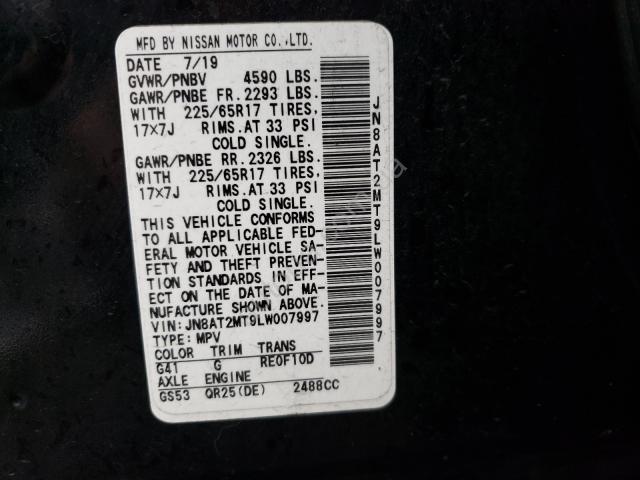 MFD BY NISSAN MOTOR CO.,LTD.
DATE 7/19
GVWR/PNBV 4590 LBS.
GAWR/PNBE FR. 2293 LBS.
WITH 225/65R17 TIRES,
17X7J RIMS.AT 33 PSI
COLD SINGLE.
GAWR/PNBE RR. 2326 LBS.
WITH 225/65R17 TIRES,
17X7J RIMS.AT 33 PSI
COLD SINGLE.
THIS VEHICLE CONFORMS
TO ALL APPLICABLE FED-
ERAL MOTOR VEHICLE SA-
FETY AND THEFT PREVEN-
TION STANDARDS IN EFF-
ECT ON THE DATE OF MA-
NUFACTURE SHOWN ABOVE.
VIN:JN8AT2MT9LW007997
TYPE:MPV
COLOR TRIM TRANS
G41 G RE0F10D
AXLE ENGINE
GS53 QR25(DE) 2488CC
JN8AT2MT9LW007997